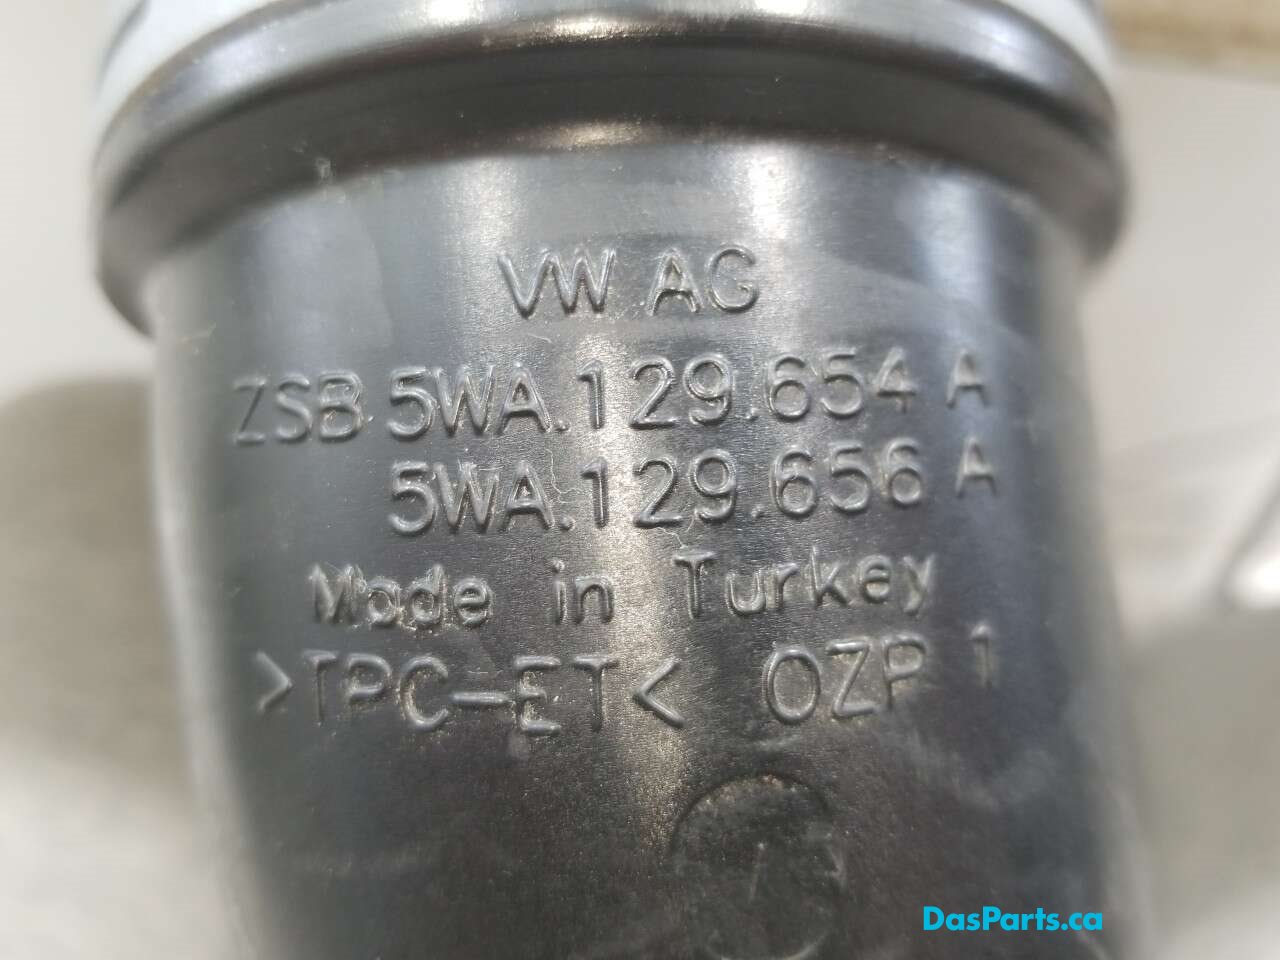 VW AG
ZSB 5WA.129.654 A
5WA.129.656 A
Made in Turkey
>TPC-ET< OZP 1
DasParts.ca